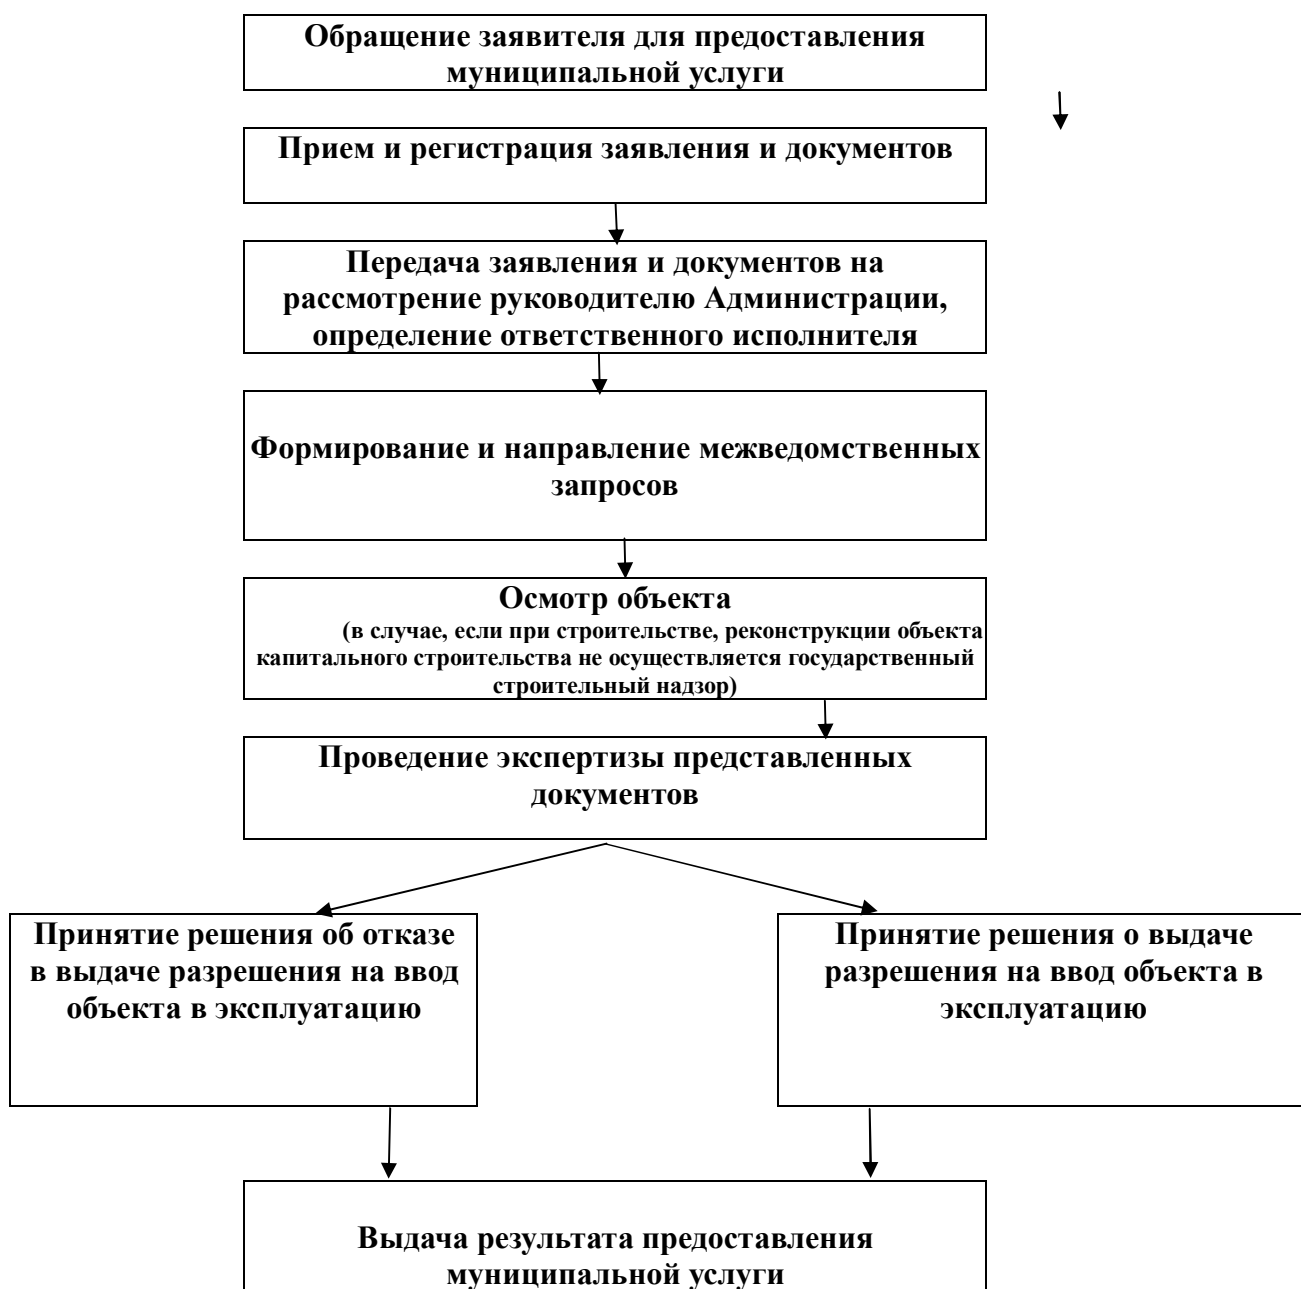 Обращение заявителя для предоставления
муниципальной услуги
Прием и регистрация заявления и документов
Передача заявления и документов на
рассмотрение руководителю Администрации,
определение ответственного исполнителя
Формирование и направление межведомственных
запросов
Осмотр объекта
(в случае, если при строительстве, реконструкции объекта
капитального строительства не осуществляется государственный
строительный надзор)
Проведение экспертизы представленных
документов
Принятие решения об отказе
в выдаче разрешения на ввод
объекта в эксплуатацию
Принятие решения о выдаче
разрешения на ввод объекта в
эксплуатацию
Выдача результата предоставления
муниципальной услуги